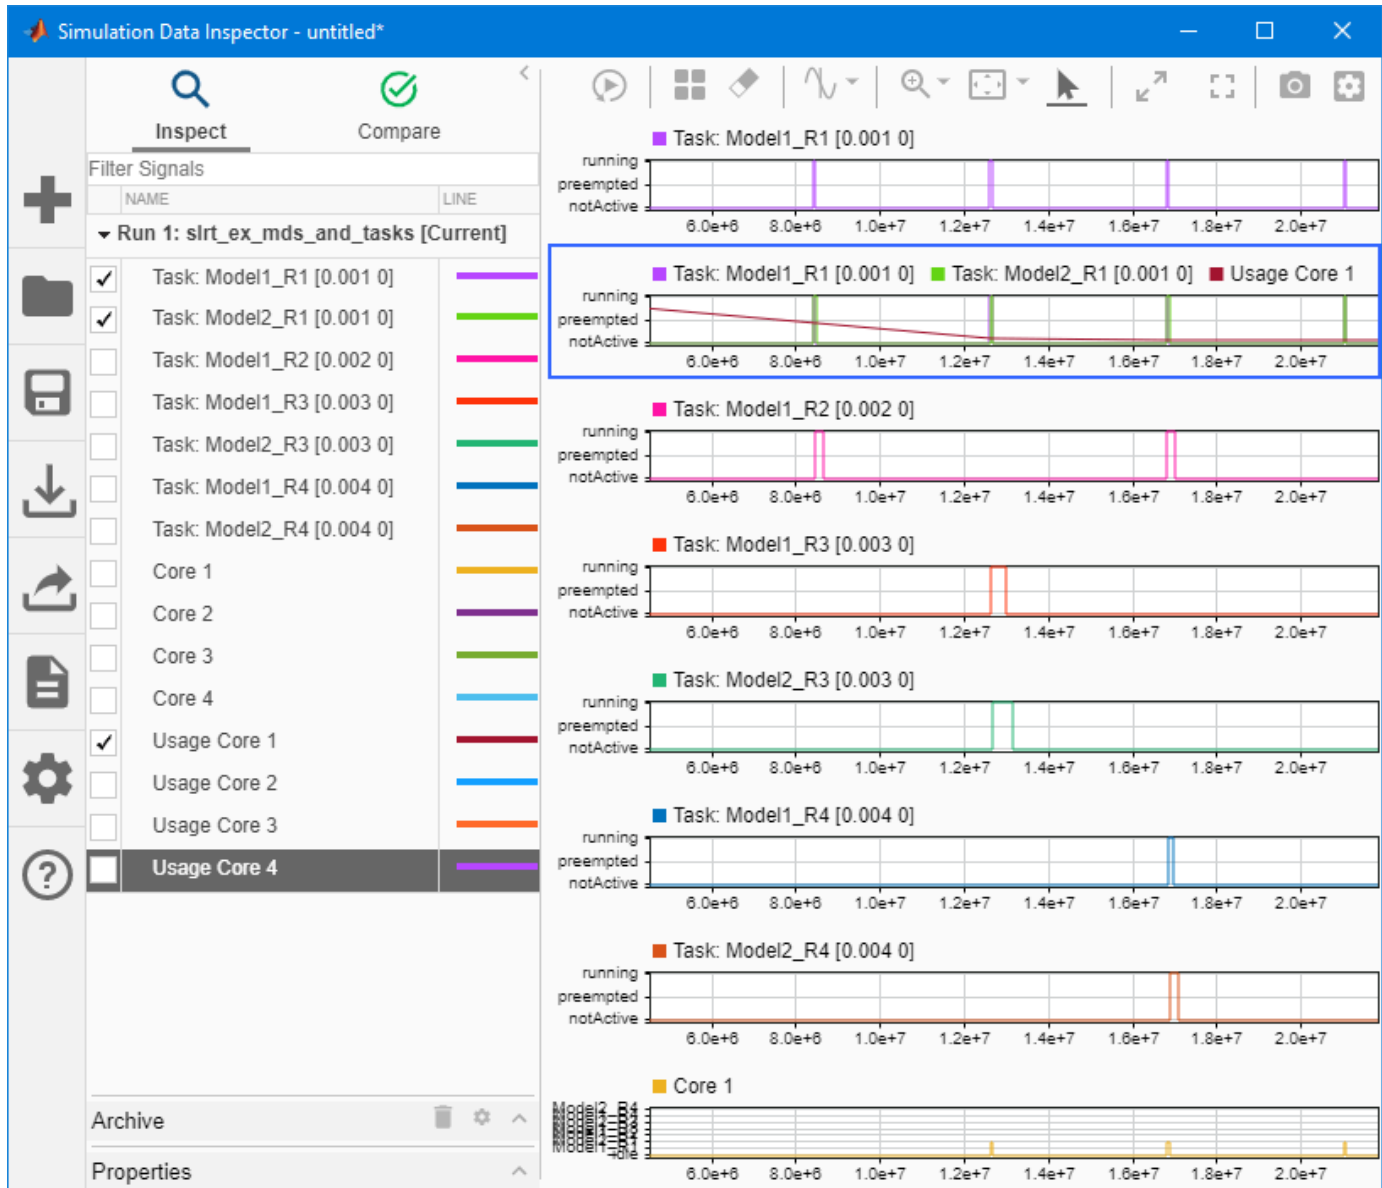 Simulation Data Inspector - untitled*
Inspect
Compare
Filter Signals
NAME LINE
Run 1: slrt_ex_mds_and_tasks [Current]
Task: Model1_R1 [0.001 0]
Task: Model2_R1 [0.001 0]
Task: Model1_R2 [0.002 0]
Task: Model1_R3 [0.003 0]
Task: Model2_R3 [0.003 0]
Task: Model1_R4 [0.004 0]
Task: Model2_R4 [0.004 0]
Core 1
Core 2
Core 3
Core 4
Usage Core 1
Usage Core 2
Usage Core 3
Usage Core 4
Archive
Properties
Task: Model1_R1 [0.001 0]
running
preempted
notActive
6.0e+6 8.0e+6 1.0e+7 1.2e+7 1.4e+7 1.6e+7 1.8e+7 2.0e+7
Task: Model1_R1 [0.001 0] Task: Model2_R1 [0.001 0] Usage Core 1
running
preempted
notActive
6.0e+6 8.0e+6 1.0e+7 1.2e+7 1.4e+7 1.6e+7 1.8e+7 2.0e+7
Task: Model1_R2 [0.002 0]
running
preempted
notActive
6.0e+6 8.0e+6 1.0e+7 1.2e+7 1.4e+7 1.6e+7 1.8e+7 2.0e+7
Task: Model1_R3 [0.003 0]
running
preempted
notActive
6.0e+6 8.0e+6 1.0e+7 1.2e+7 1.4e+7 1.6e+7 1.8e+7 2.0e+7
Task: Model2_R3 [0.003 0]
running
preempted
notActive
6.0e+6 8.0e+6 1.0e+7 1.2e+7 1.4e+7 1.6e+7 1.8e+7 2.0e+7
Task: Model1_R4 [0.004 0]
running
preempted
notActive
6.0e+6 8.0e+6 1.0e+7 1.2e+7 1.4e+7 1.6e+7 1.8e+7 2.0e+7
Task: Model2_R4 [0.004 0]
running
preempted
notActive
6.0e+6 8.0e+6 1.0e+7 1.2e+7 1.4e+7 1.6e+7 1.8e+7 2.0e+7
Core 1
Model2_R4
6.0e+6 8.0e+6 1.0e+7 1.2e+7 1.4e+7 1.6e+7 1.8e+7 2.0e+7